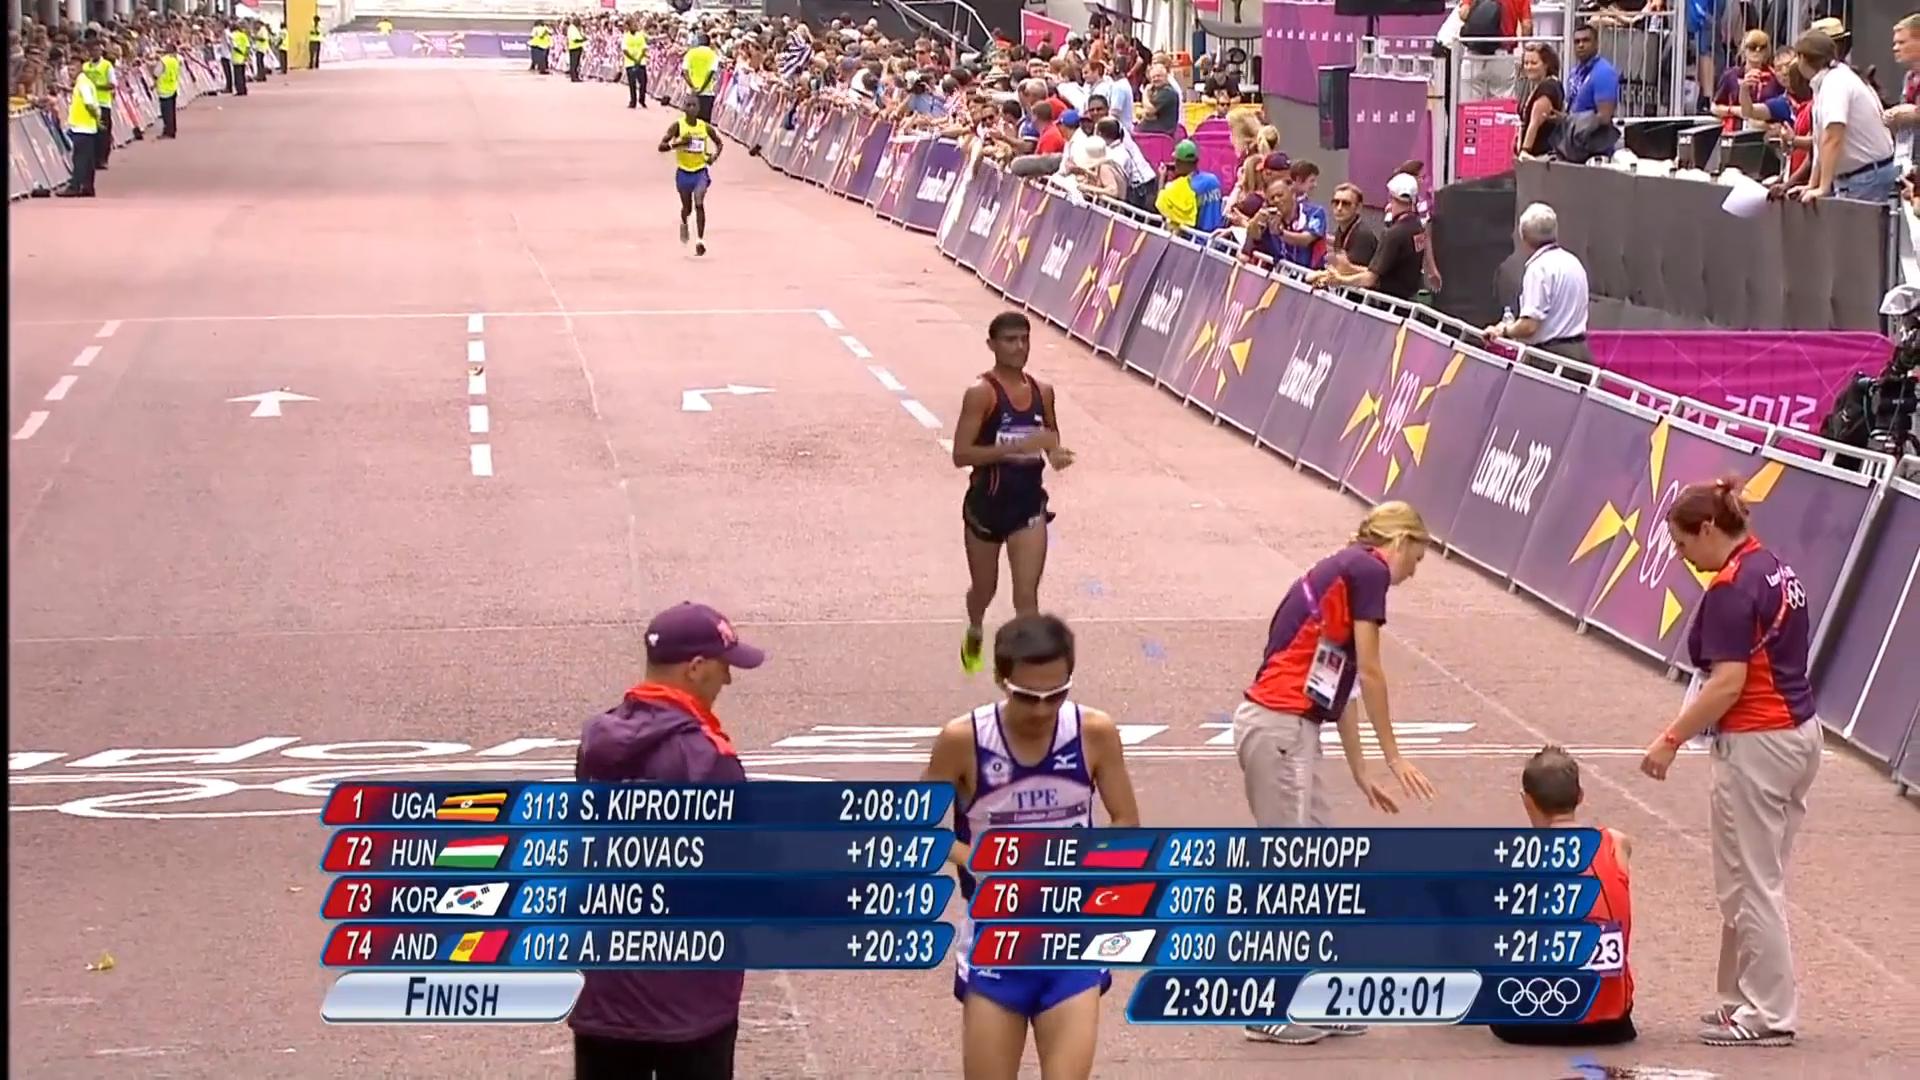 London 2012
London 2012
London 2012
London 2012
TPE
1 UGA 3113 S. KIPROTICH 2:08:01
72 HUN 2045 T. KOVACS +19:47
73 KOR 2351 JANG S. +20:19
74 AND 1012 A. BERNADO +20:33
75 LIE 2423 M. TSCHOPP +20:53
76 TUR 3076 B. KARAYEL +21:37
77 TPE 3030 CHANG C. +21:57
23
FINISH
2:30:04 2:08:01